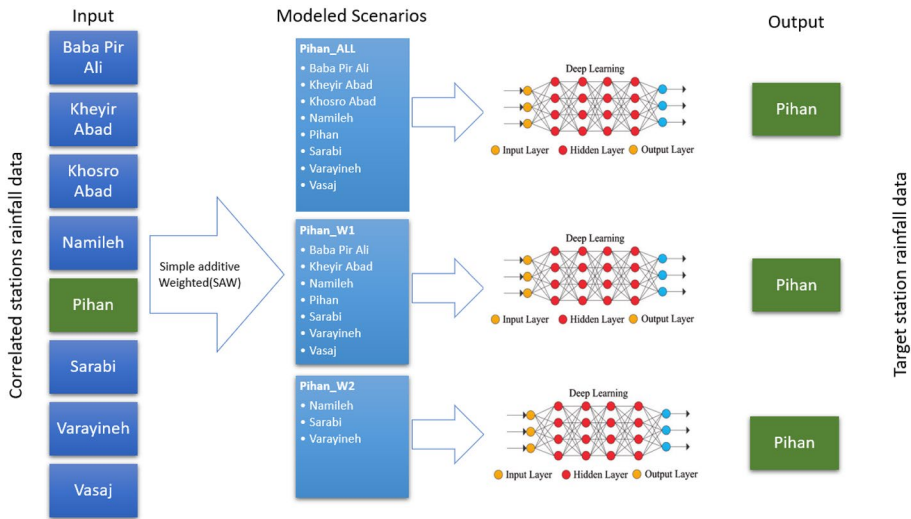 Input
Modeled Scenarios
Output
Correlated stations rainfall data
Baba Pir
Ali
Kheyir
Abad
Khosro
Abad
Namileh
Pihan
Sarabi
Varayineh
Vasaj
Simple additive
Weighted(SAW)
Pihan_ALL
• Baba Pir Ali
• Kheyir Abad
• Khosro Abad
• Namileh
• Pihan
• Sarabi
• Varayineh
• Vasaj
Deep Learning
Input Layer Hidden Layer Output Layer
Pihan
Pihan_W1
• Baba Pir Ali
• Kheyir Abad
• Namileh
• Pihan
• Sarabi
• Varayineh
• Vasaj
Deep Learning
Input Layer Hidden Layer Output Layer
Pihan
Pihan_W2
• Namileh
• Sarabi
• Varayineh
Deep Learning
Input Layer Hidden Layer Output Layer
Pihan
Target station rainfall data